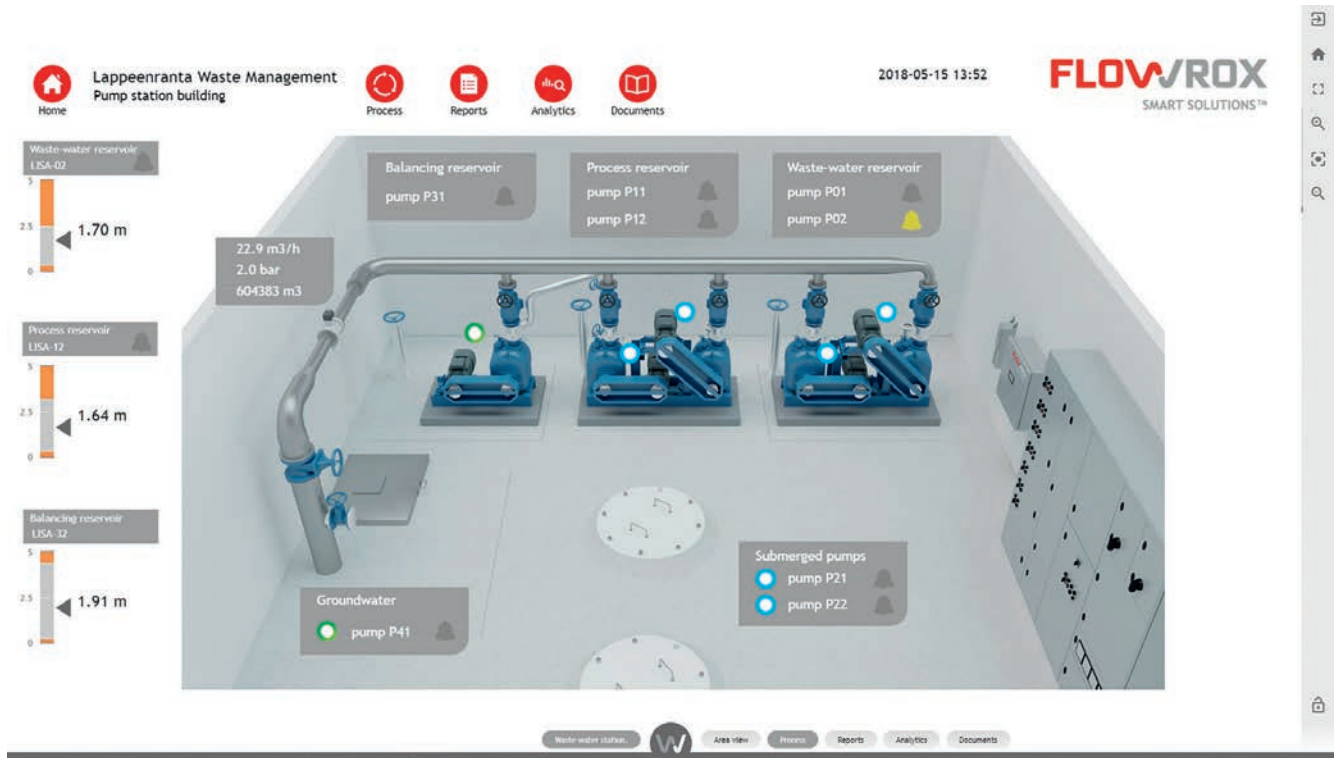 Lappeenranta Waste Management
Pump station building
Home
Process
Reports
Analytics
Documents
2018-05-15 13:52
FLOWROX
SMART SOLUTIONS™
Waste-water reservoir
LISA-02
5
2.5
0
1.70 m
Process reservoir
LISA-12
5
2.5
0
1.64 m
Balancing reservoir
LISA-32
5
2.5
0
1.91 m
Balancing reservoir
pump P31
Process reservoir
pump P11
pump P12
Waste-water reservoir
pump P01
pump P02
22.9 m3/h
2.0 bar
604383 m3
Groundwater
pump P41
Submerged pumps
pump P21
pump P22
Waste-water station.
Area view
Process
Reports
Analytics
Documents